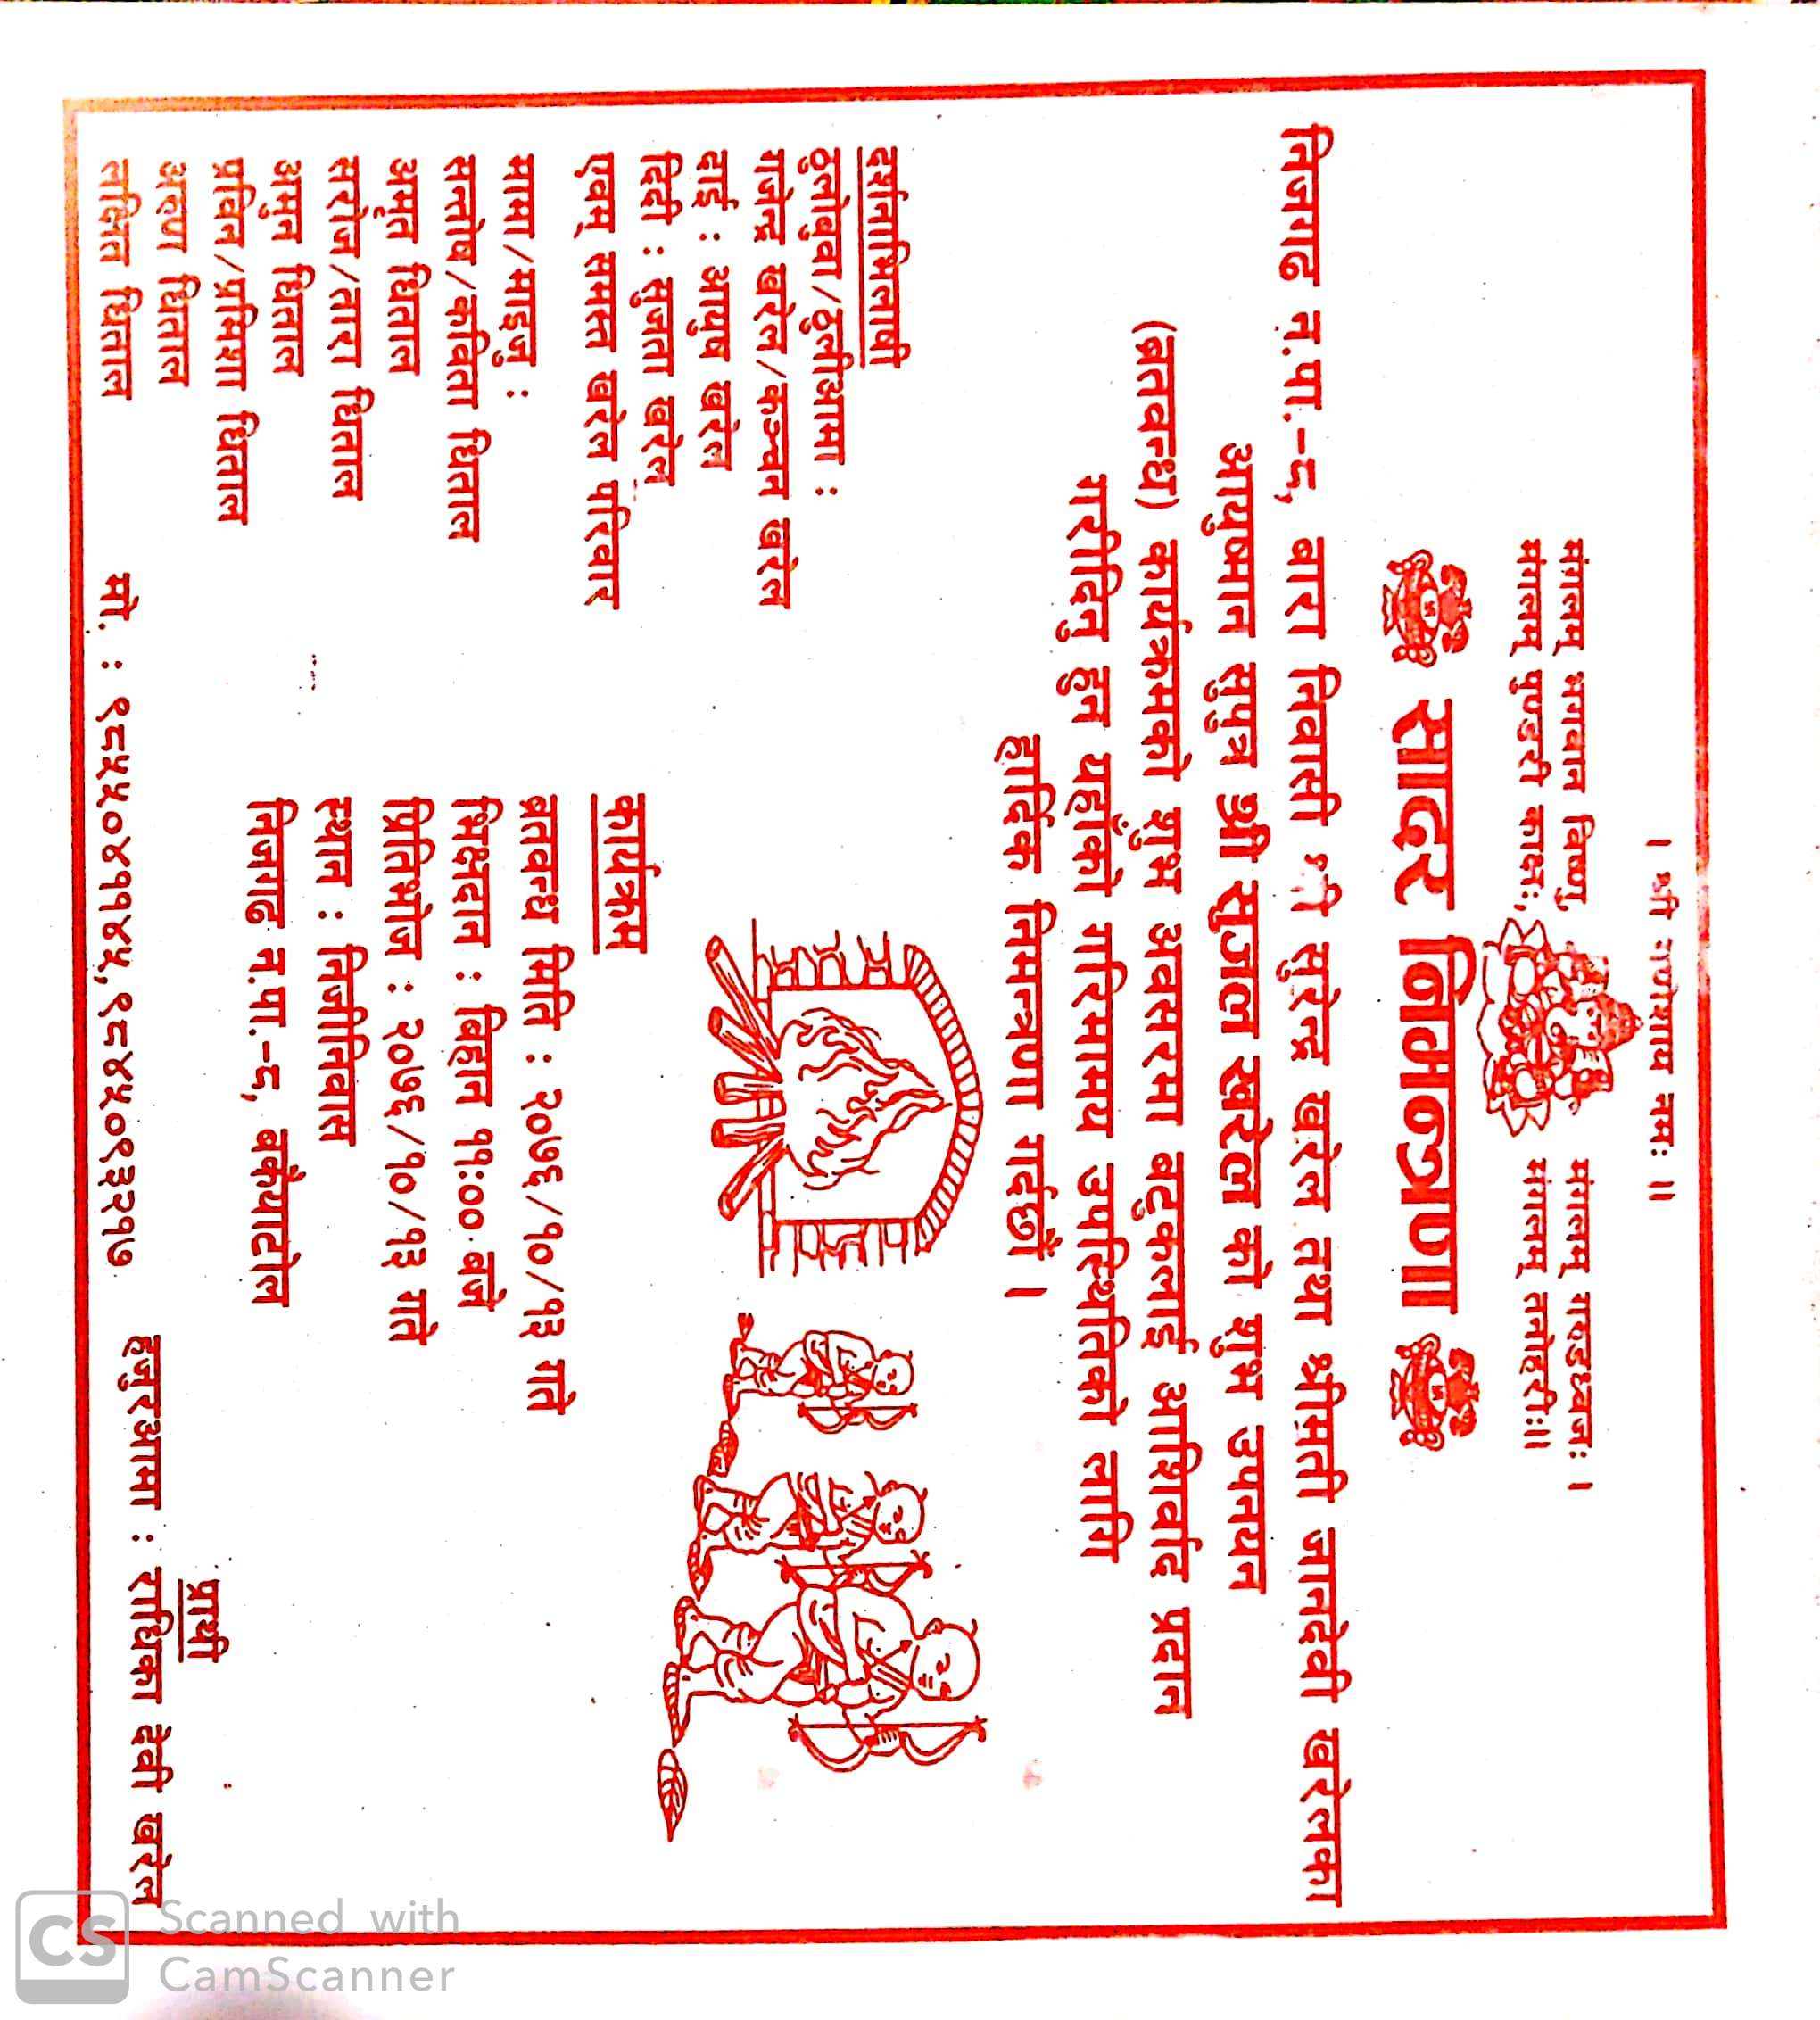 । श्री गणेशाय नमः ॥
मंगलम् भगवान विष्णु, मंगलम् गरुडध्वजः ।
मंगलम् पुण्डरी काक्षः, मंगलम् तनोहरीः॥
सादर निमन्त्रणा
निजगढ न.पा.-८, बारा निवासी श्री सुरेन्द्र खरेल तथा श्रीमती जानदेवी खरेलका
आयुष्मान सुपुत्र श्री सुजल खरेल को शुभ उपनयन
(ब्रतवन्ध) कार्यक्रमको शुभ अवसरमा बटुकलाई आशिर्वाद प्रदान
गरीदिनु हुन यहाँको गरिमामय उपस्थितिको लागि
हार्दिक निमन्त्रणा गर्दछौं ।
दर्शनाभिलाषी
ठुलोबुवा/ठुलीआमा :
गजेन्द्र खरेल/कञ्चन खरेल
दाई : आयुष खरेल
दिदी : सुजता खरेल
एवम् समस्त खरेल परिवार
मामा/माइजु :
सन्तोष/कविता धिताल
अमृत धिताल
सरोज/तारा धिताल
अमुन धिताल
प्रविन/प्रमिशा धिताल
अरुण धिताल
लक्षित धिताल
कार्यक्रम
ब्रतवन्ध मिति : २०७६/१०/१३ गते
भिक्षदान : बिहान ११:०० बजे
प्रितिभोज : २०७६/१०/१३ गते
स्थान : निजीनिवास
निजगढ न.पा.-८, बकैयाटोल
प्राथी
हजुरआमा : राधिका देवी खरेल
मो. : ९८५५०४११४५,९८४५०९३२१७
Scanned with
CamScanner
CS